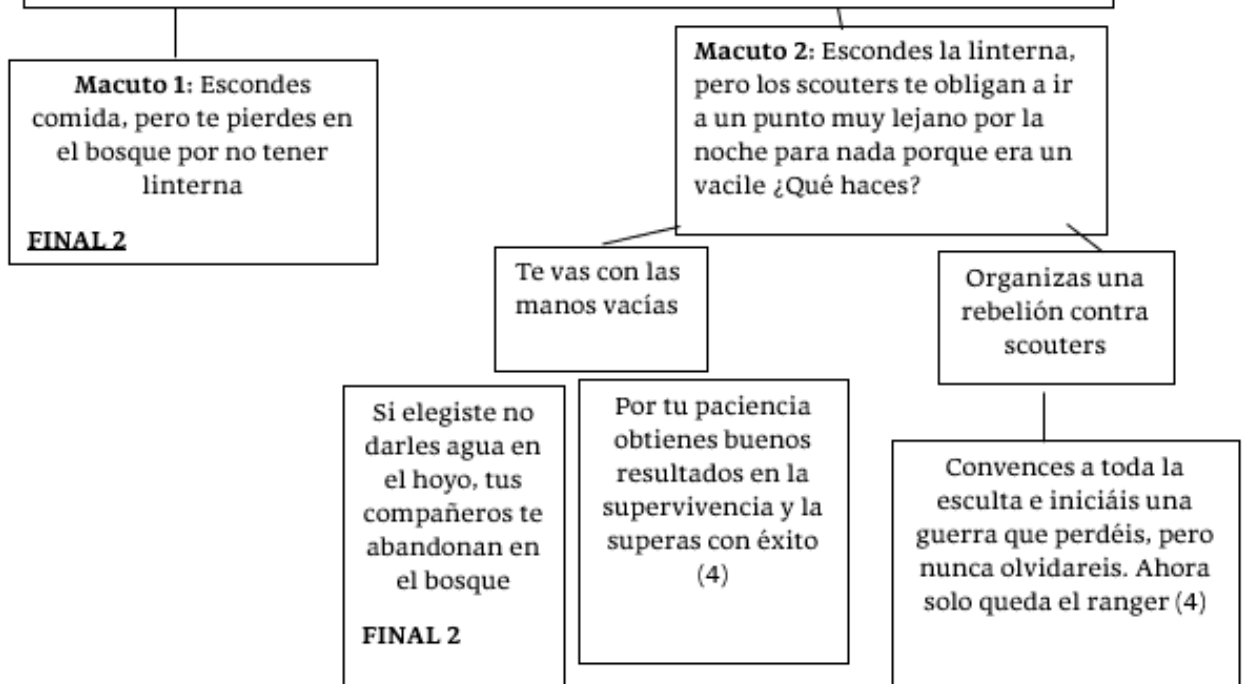 Macuto 1: Escondes
comida, pero te pierdes en
el bosque por no tener
linterna
FINAL 2
Macuto 2: Escondes la linterna,
pero los scouters te obligan a ir
a un punto muy lejano por la
noche para nada porque era un
vacile ¿Qué haces?
Te vas con las
manos vacías
Organizas una
rebelión contra
scouters
Si elegiste no
darles agua en
el hoyo, tus
compañeros te
abandonan en
el bosque
FINAL 2
Por tu paciencia
obtienes buenos
resultados en la
supervivencia y la
superas con éxito
(4)
Convences a toda la
esculta e iniciáis una
guerra que perdéis, pero
nunca olvidareis. Ahora
solo queda el ranger (4)